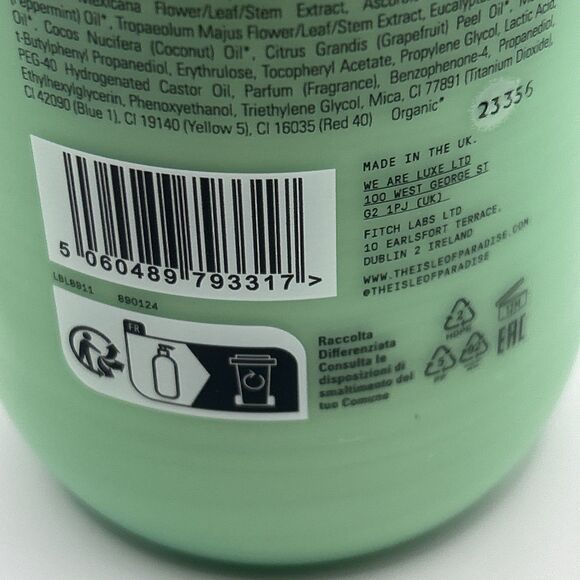 Mexicana Flower/Leaf/Stem Extract,
Peppermint) Oil*, Tropaeolum Majus Flower/Leaf/Stem Extract,
Oil*, Cocos Nucifera (Coconut) Oil*, Citrus Grandis (Grapefruit) Peel Oil*,
t-Butylphenyl Propanediol, Erythrulose, Tocopheryl Acetate, Propylene Glycol, Lactic Acid,
PEG-40 Hydrogenated Castor Oil, Parfum (Fragrance), Benzophenone-4, Propanediol,
Ethylhexylglycerin, Phenoxyethanol, Triethylene Glycol, Mica, CI 77891 (Titanium Dioxide),
CI 42090 (Blue 1), CI 19140 (Yellow 5), CI 16035 (Red 40) Organic*
23356
5 060489 793317 >
LBL8911 890124
MADE IN THE UK.
WE ARE LUXE LTD
100 WEST GEORGE ST
G2 1PJ (UK)
FITCH LABS LTD
10 EARLSFORT TERRACE.
DUBLIN 2 IRELAND
WWW.THEISLEOFPARADISE.COM
@THEISLEOFPARADISE
FR
Raccolta
Differenziata
Consulta le
disposizioni di
smaltimento del
tuo Comune
2
HDPE
12M
5
PP
EAC